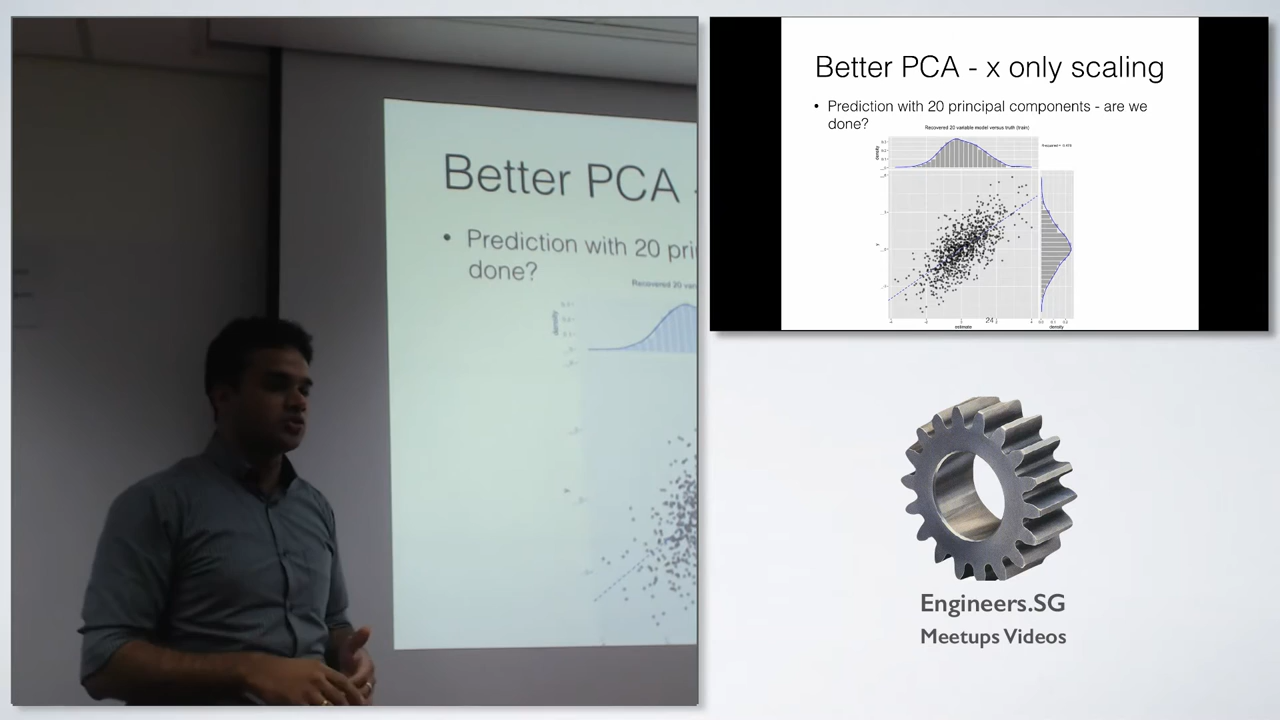 Better PCA -
• Prediction with 20 pri
done?
density
Better PCA - x only scaling
• Prediction with 20 principal components - are we
done?
Recovered 20 variable model versus truth (train)
density
y
estimate
density
24
Engineers.SG
Meetups Videos